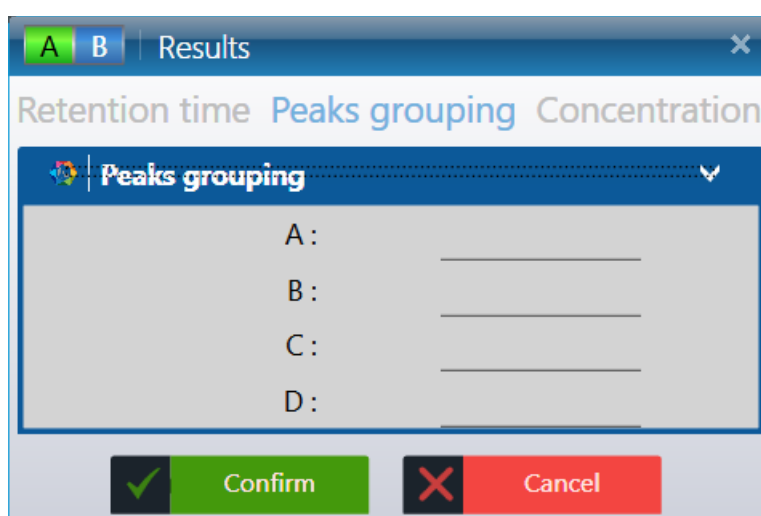 A B Results
Retention time Peaks grouping Concentration
Peaks grouping
A :
B :
C :
D :
Confirm Cancel